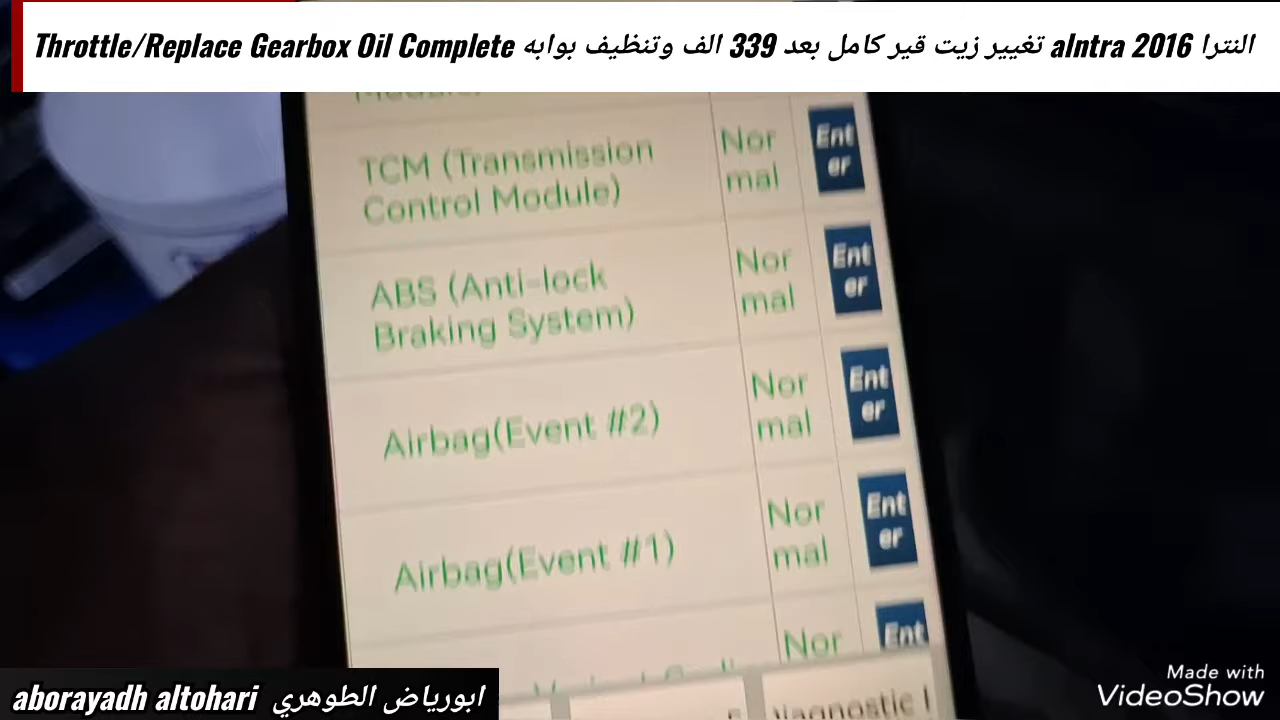 Throttle/Replace Gearbox Oil Complete النترا alntra 2016 تغيير زيت قير كامل بعد 339 الف وتنظيف بوابه
Module)
TCM (Transmission
Control Module)
Nor
mal
Ent
er
ABS (Anti-lock
Braking System)
Nor
mal
Ent
er
Airbag(Event #2)
Nor
mal
Ent
er
Airbag(Event #1)
Nor
mal
Ent
er
Nor
Ent
aborayadh altohari ابورياض الطوهري
Made with
VideoShow